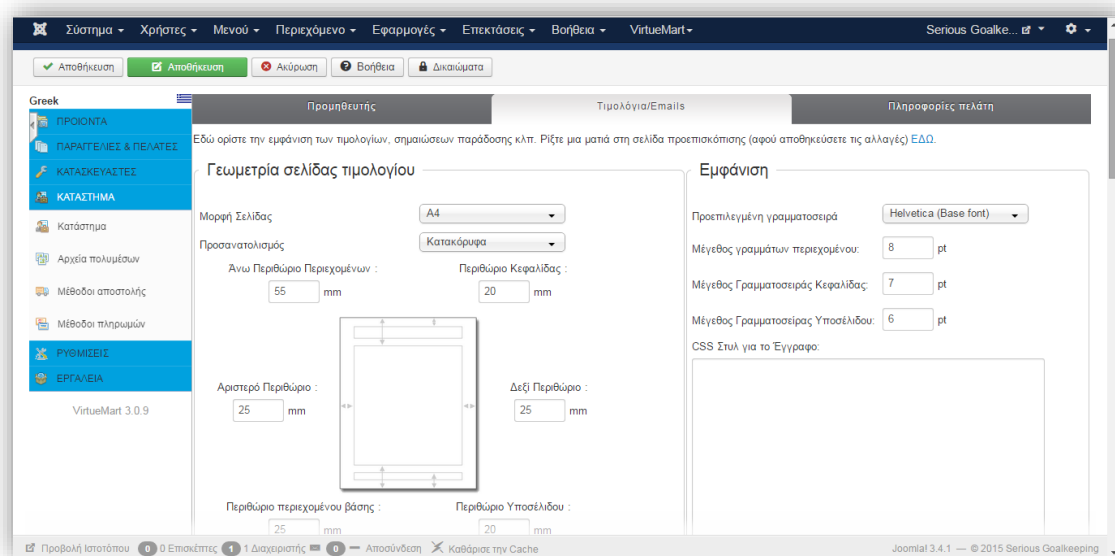 Σύστημα Χρήστες Μενού Περιεχόμενο Εφαρμογές Επεκτάσεις Βοήθεια VirtueMart Serious Goalke...
Αποθήκευση Αποθήκευση Ακύρωση Βοήθεια Δικαιώματα
Greek
Προμηθευτής Τιμολόγια/Emails Πληροφορίες πελάτη
ΠΡΟΙΟΝΤΑ
ΠΑΡΑΓΓΕΛΙΕΣ & ΠΕΛΑΤΕΣ
ΚΑΤΑΣΚΕΥΑΣΤΕΣ
ΚΑΤΑΣΤΗΜΑ
Κατάστημα
Αρχεία πολυμέσων
Μέθοδοι αποστολής
Μέθοδοι πληρωμών
ΡΥΘΜΙΣΕΙΣ
ΕΡΓΑΛΕΙΑ
VirtueMart 3.0.9
Εδώ ορίστε την εμφάνιση των τιμολογίων, σημαιώσεων παράδοσης κλπ. Ρίξτε μια ματιά στη σελίδα προεπισκόπισης (αφού αποθηκεύσετε τις αλλαγές) ΕΔΩ.
Γεωμετρία σελίδας τιμολογίου
Μορφή Σελίδας A4
Προσανατολισμός Κατακόρυφα
Άνω Περιθώριο Περιεχομένων : Περιθώριο Κεφαλίδας :
55 mm 20 mm
Αριστερό Περιθώριο : Δεξί Περιθώριο :
25 mm 25 mm
Περιθώριο περιεχομένου βάσης : Περιθώριο Υποσέλιδου :
25 mm 20 mm
Εμφάνιση
Προεπιλεγμένη γραμματοσειρά Helvetica (Base font)
Μέγεθος γραμμάτων περιεχομένου: 8 pt
Μέγεθος Γραμματοσειράς Κεφαλίδας: 7 pt
Μέγεθος Γραμματοσείρας Υποσέλιδου: 6 pt
CSS Στυλ για το Έγγραφο:
Προβολή Ιστοτόπου 0 0 Επισκέπτες 1 1 Διαχειριστής 0 Αποσύνδεση Καθάρισε την Cache Joomla! 3.4.1 — © 2015 Serious Goalkeeping